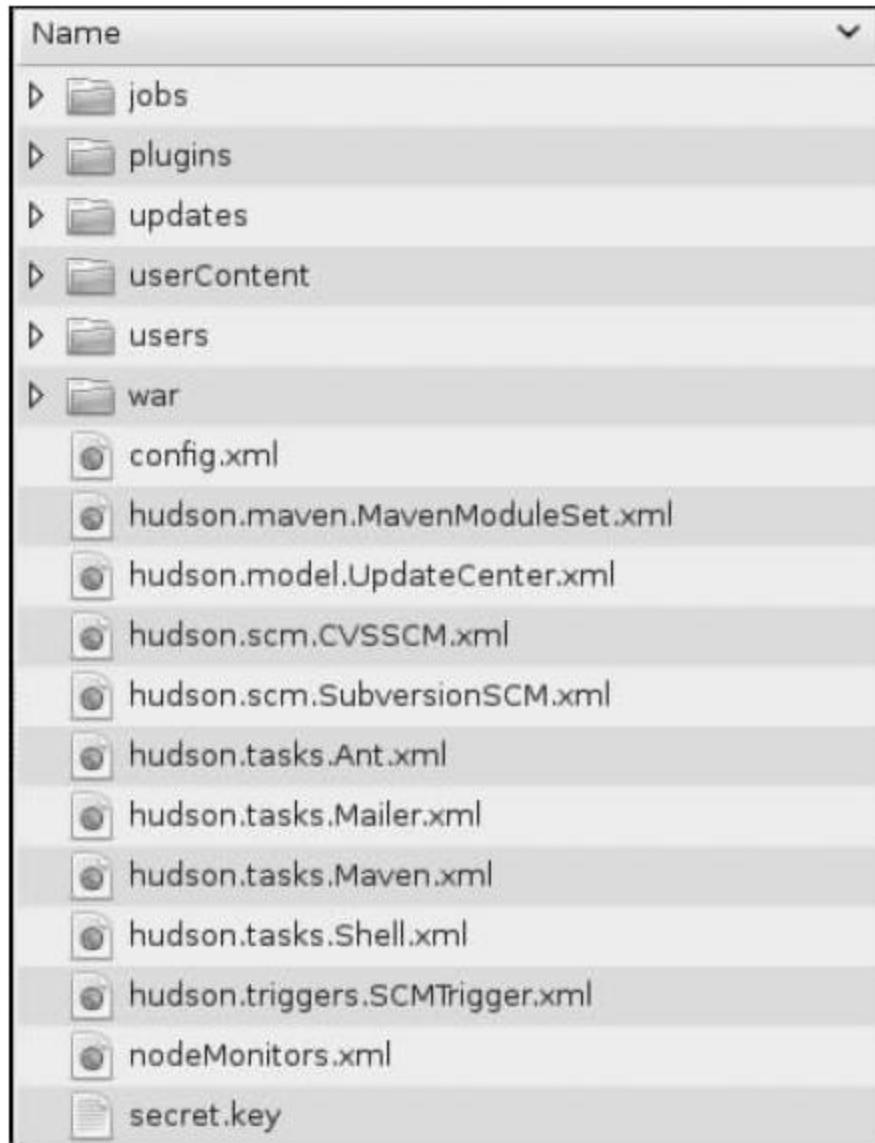 Name
jobs
plugins
updates
userContent
users
war
config.xml
hudson.maven.MavenModuleSet.xml
hudson.model.UpdateCenter.xml
hudson.scm.CVSSCM.xml
hudson.scm.SubversionSCM.xml
hudson.tasks.Ant.xml
hudson.tasks.Mailer.xml
hudson.tasks.Maven.xml
hudson.tasks.Shell.xml
hudson.triggers.SCMTrigger.xml
nodeMonitors.xml
secret.key